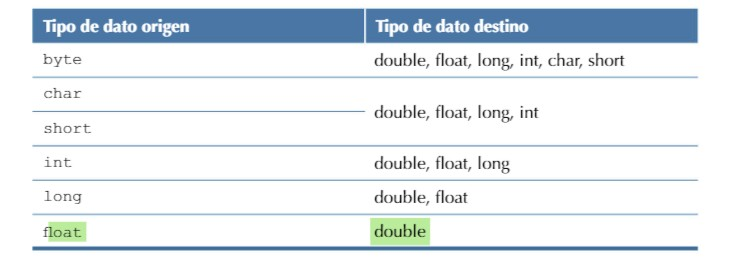 Tipo de dato origen Tipo de dato destino
byte double, float, long, int, char, short
char
double, float, long, int
short
int double, float, long
long double, float
float double